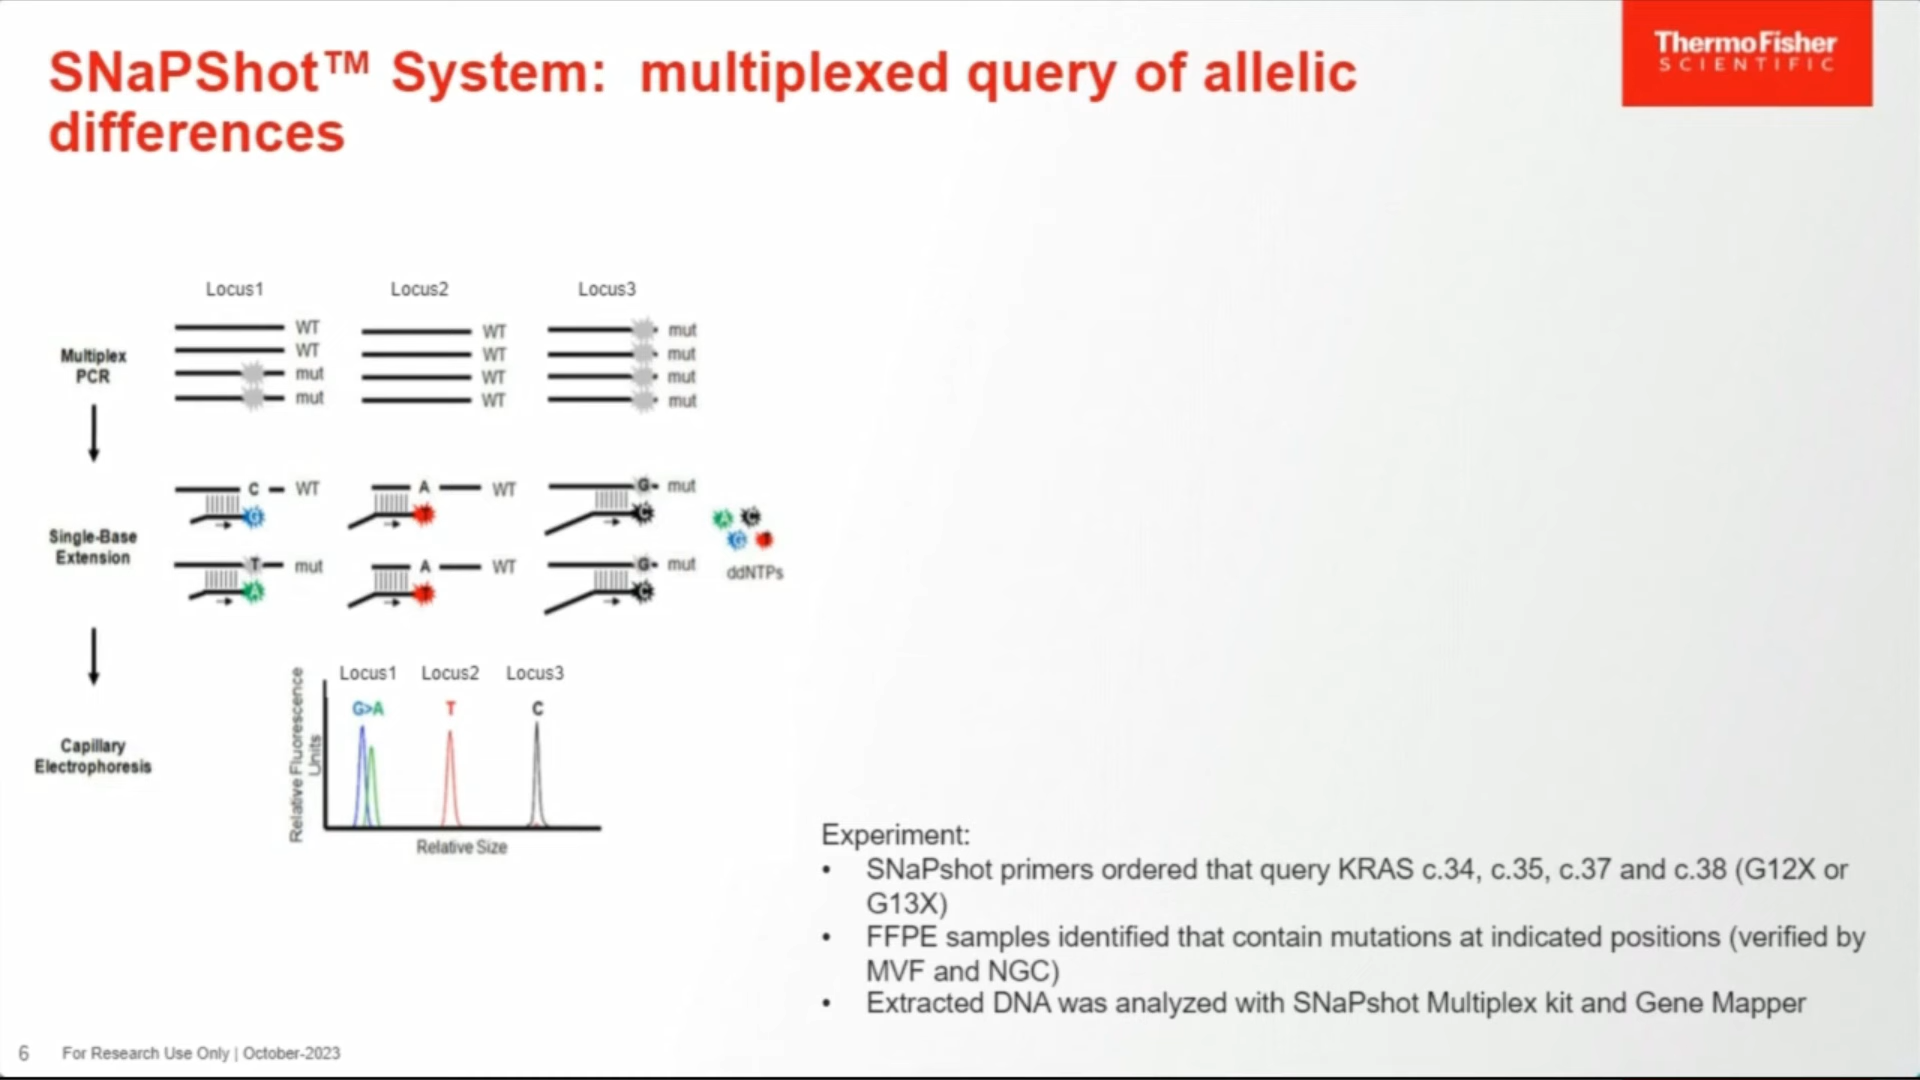 SNaPShot™ System: multiplexed query of allelic
differences
ThermoFisher
SCIENTIFIC
Locus1
Locus2
Locus3
Multiplex
PCR
WT
WT
mut
mut
WT
WT
WT
WT
mut
mut
mut
mut
Single-Base
Extension
C
WT
G
T
mut
A
A
WT
T
A
WT
T
G
mut
C
G
mut
C
A
C
G
T
ddNTPs
Capillary
Electrophoresis
Relative Fluorescence
Units
Locus1
Locus2
Locus3
G>A
T
C
Relative Size
Experiment:
• SNaPshot primers ordered that query KRAS c.34, c.35, c.37 and c.38 (G12X or
G13X)
• FFPE samples identified that contain mutations at indicated positions (verified by
MVF and NGC)
• Extracted DNA was analyzed with SNaPshot Multiplex kit and Gene Mapper
6
For Research Use Only | October-2023